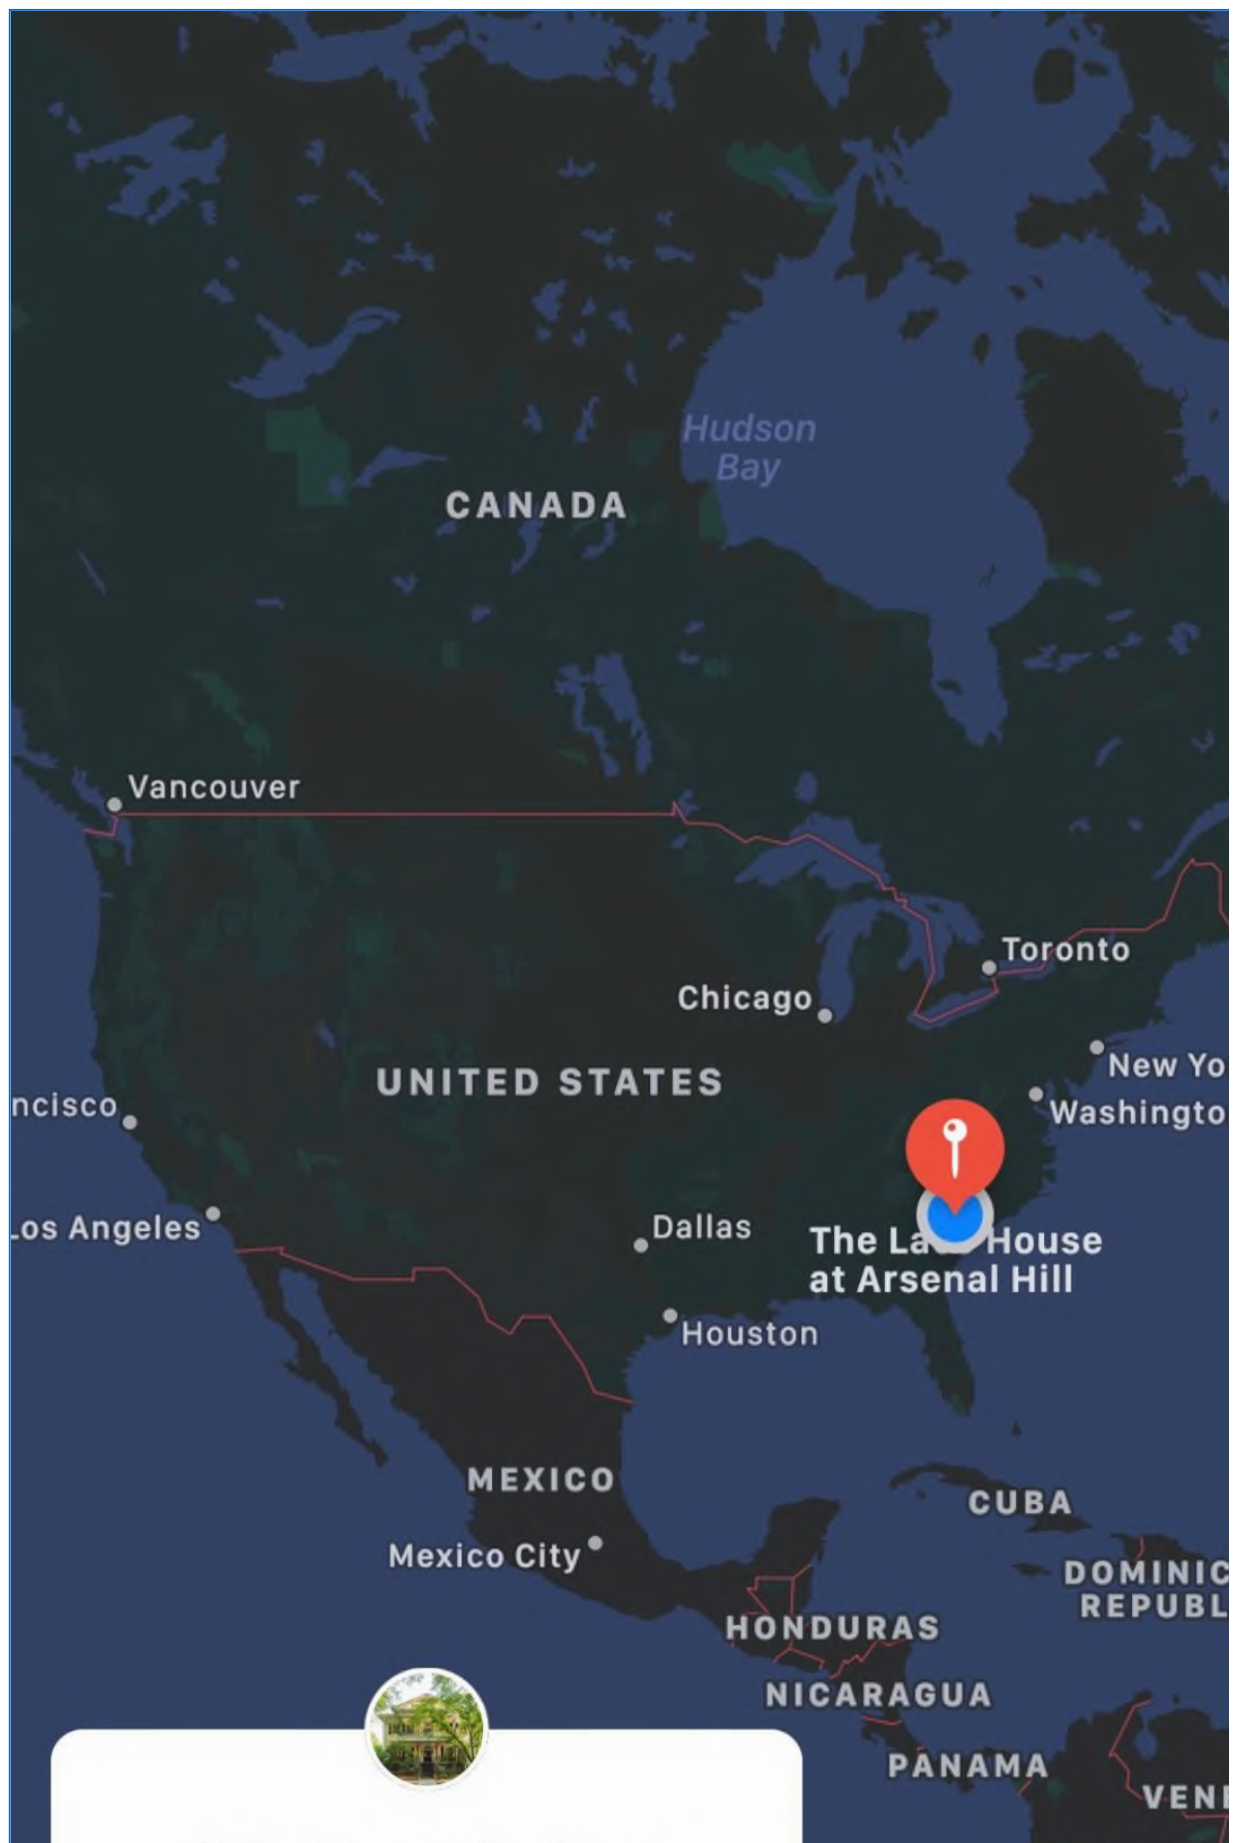 Hudson
Bay
CANADA
Vancouver
Toronto
Chicago
New Yo
UNITED STATES
ncisco
Washingto
Los Angeles
Dallas
The La House
at Arsenal Hill
Houston
MEXICO
CUBA
Mexico City
DOMINIC
REPUBL
HONDURAS
NICARAGUA
PANAMA
VENE